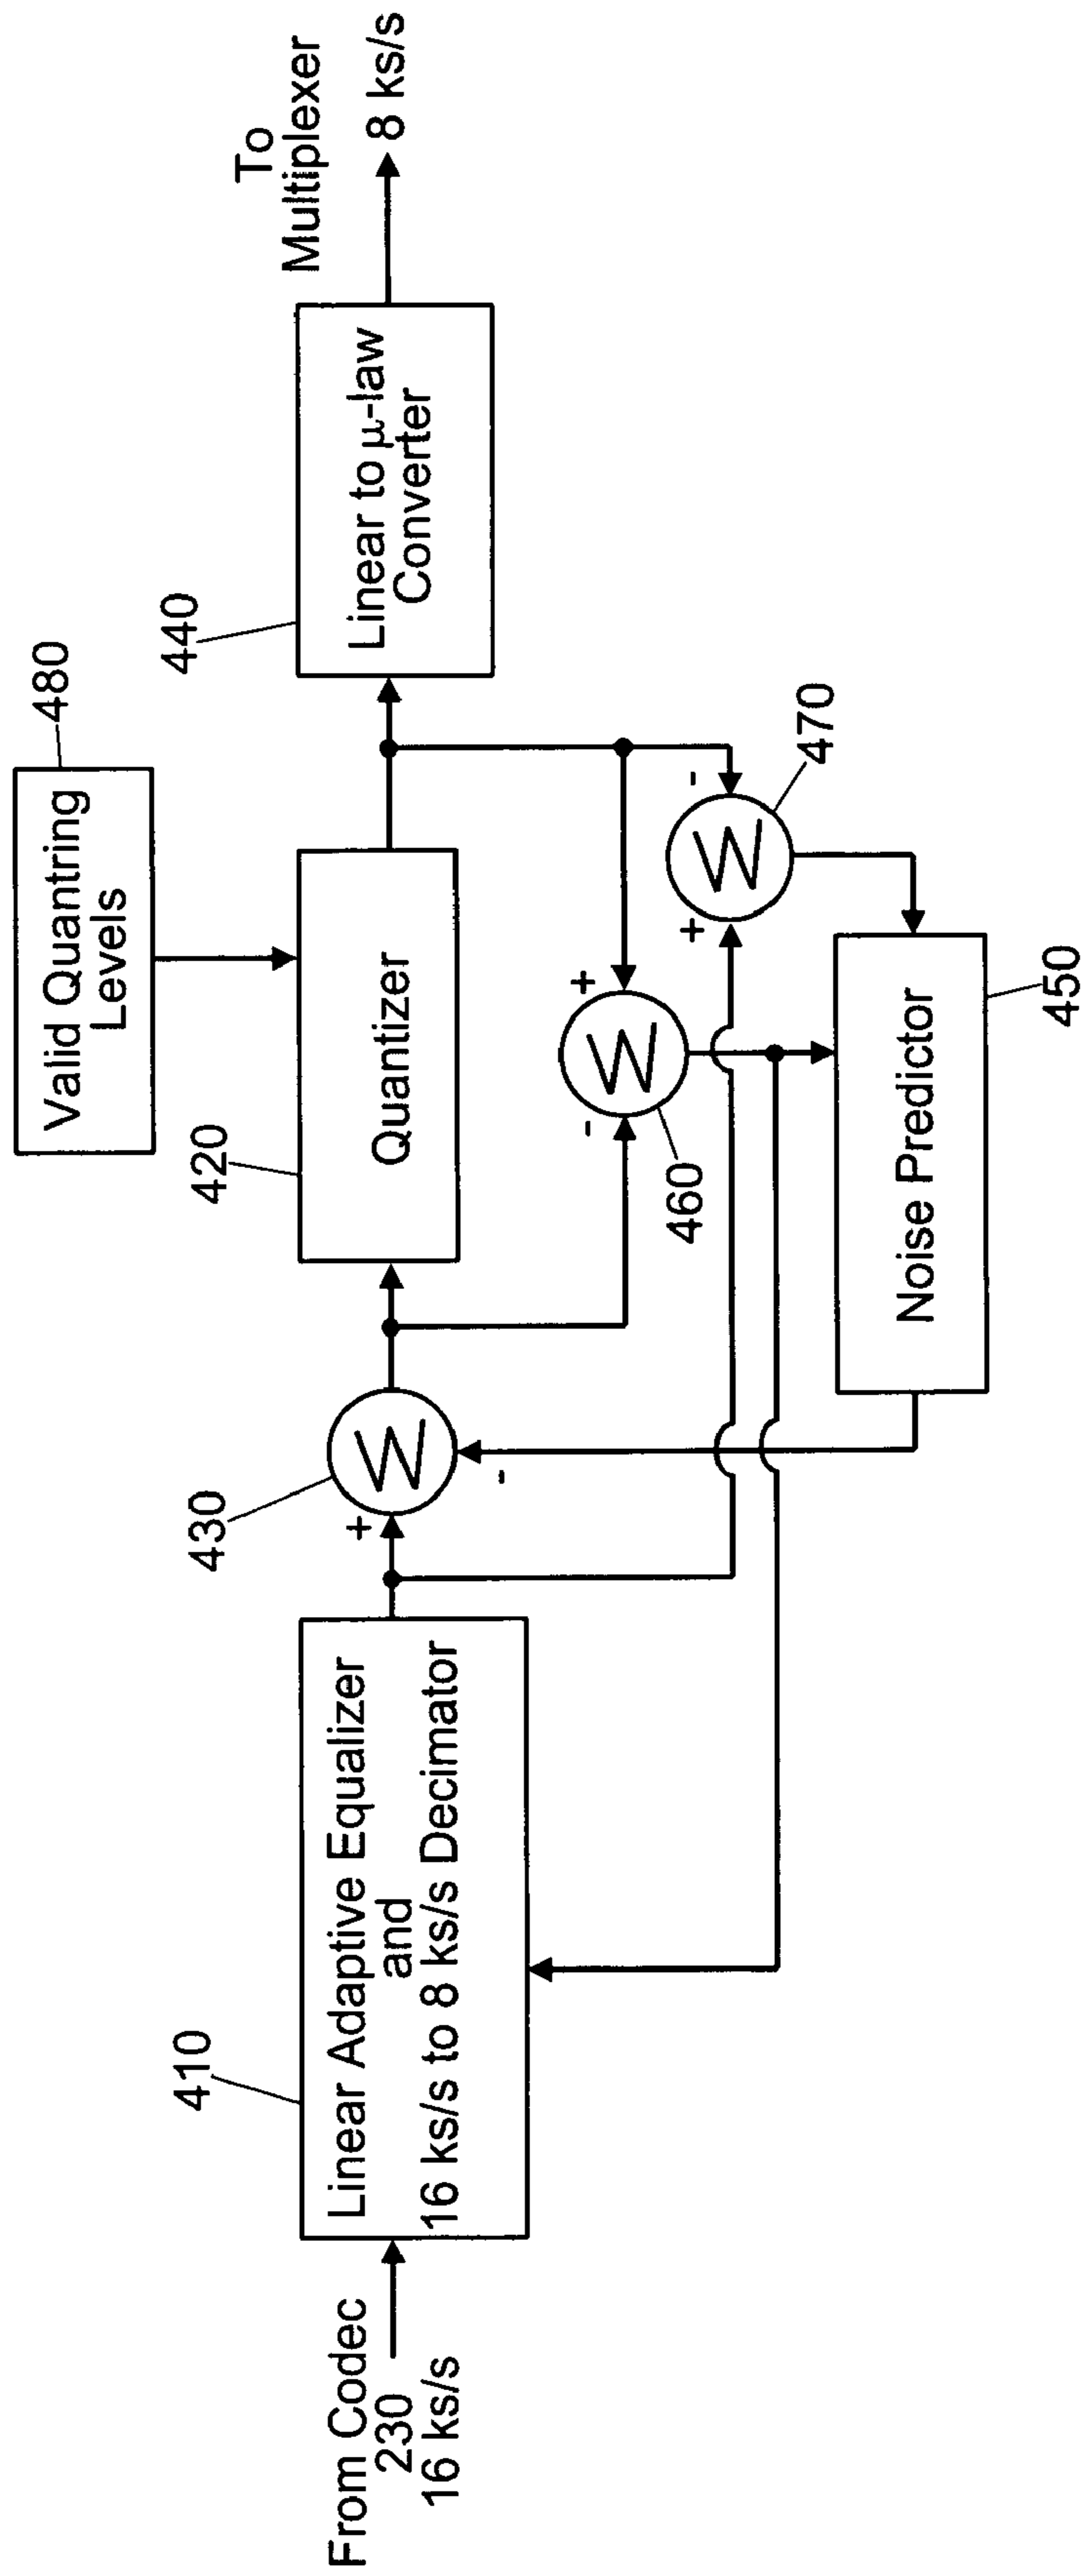 From Codec
230
16 ks/s
410
Linear Adaptive Equalizer
and
16 ks/s to 8 ks/s Decimator
430
+
-
Σ
420
Quantizer
480
Valid Quantring
Levels
440
Linear to μ-law
Converter
To
Multiplexer
8 ks/s
460
-
+
Σ
470
+
-
Σ
450
Noise Predictor